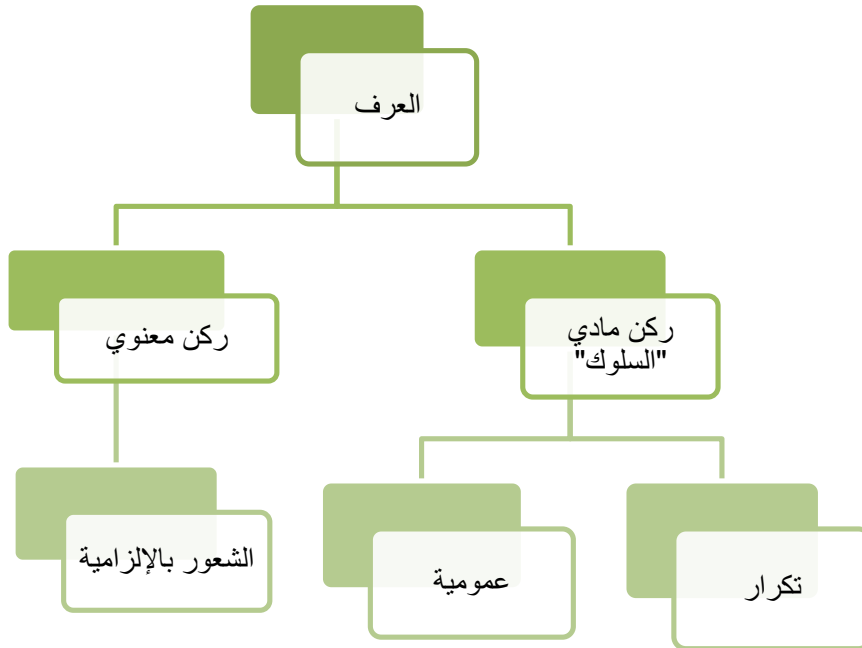 العرف
ركن مادي
"السلوك"
ركن معنوي
تكرار
عمومية
الشعور بالإلزامية